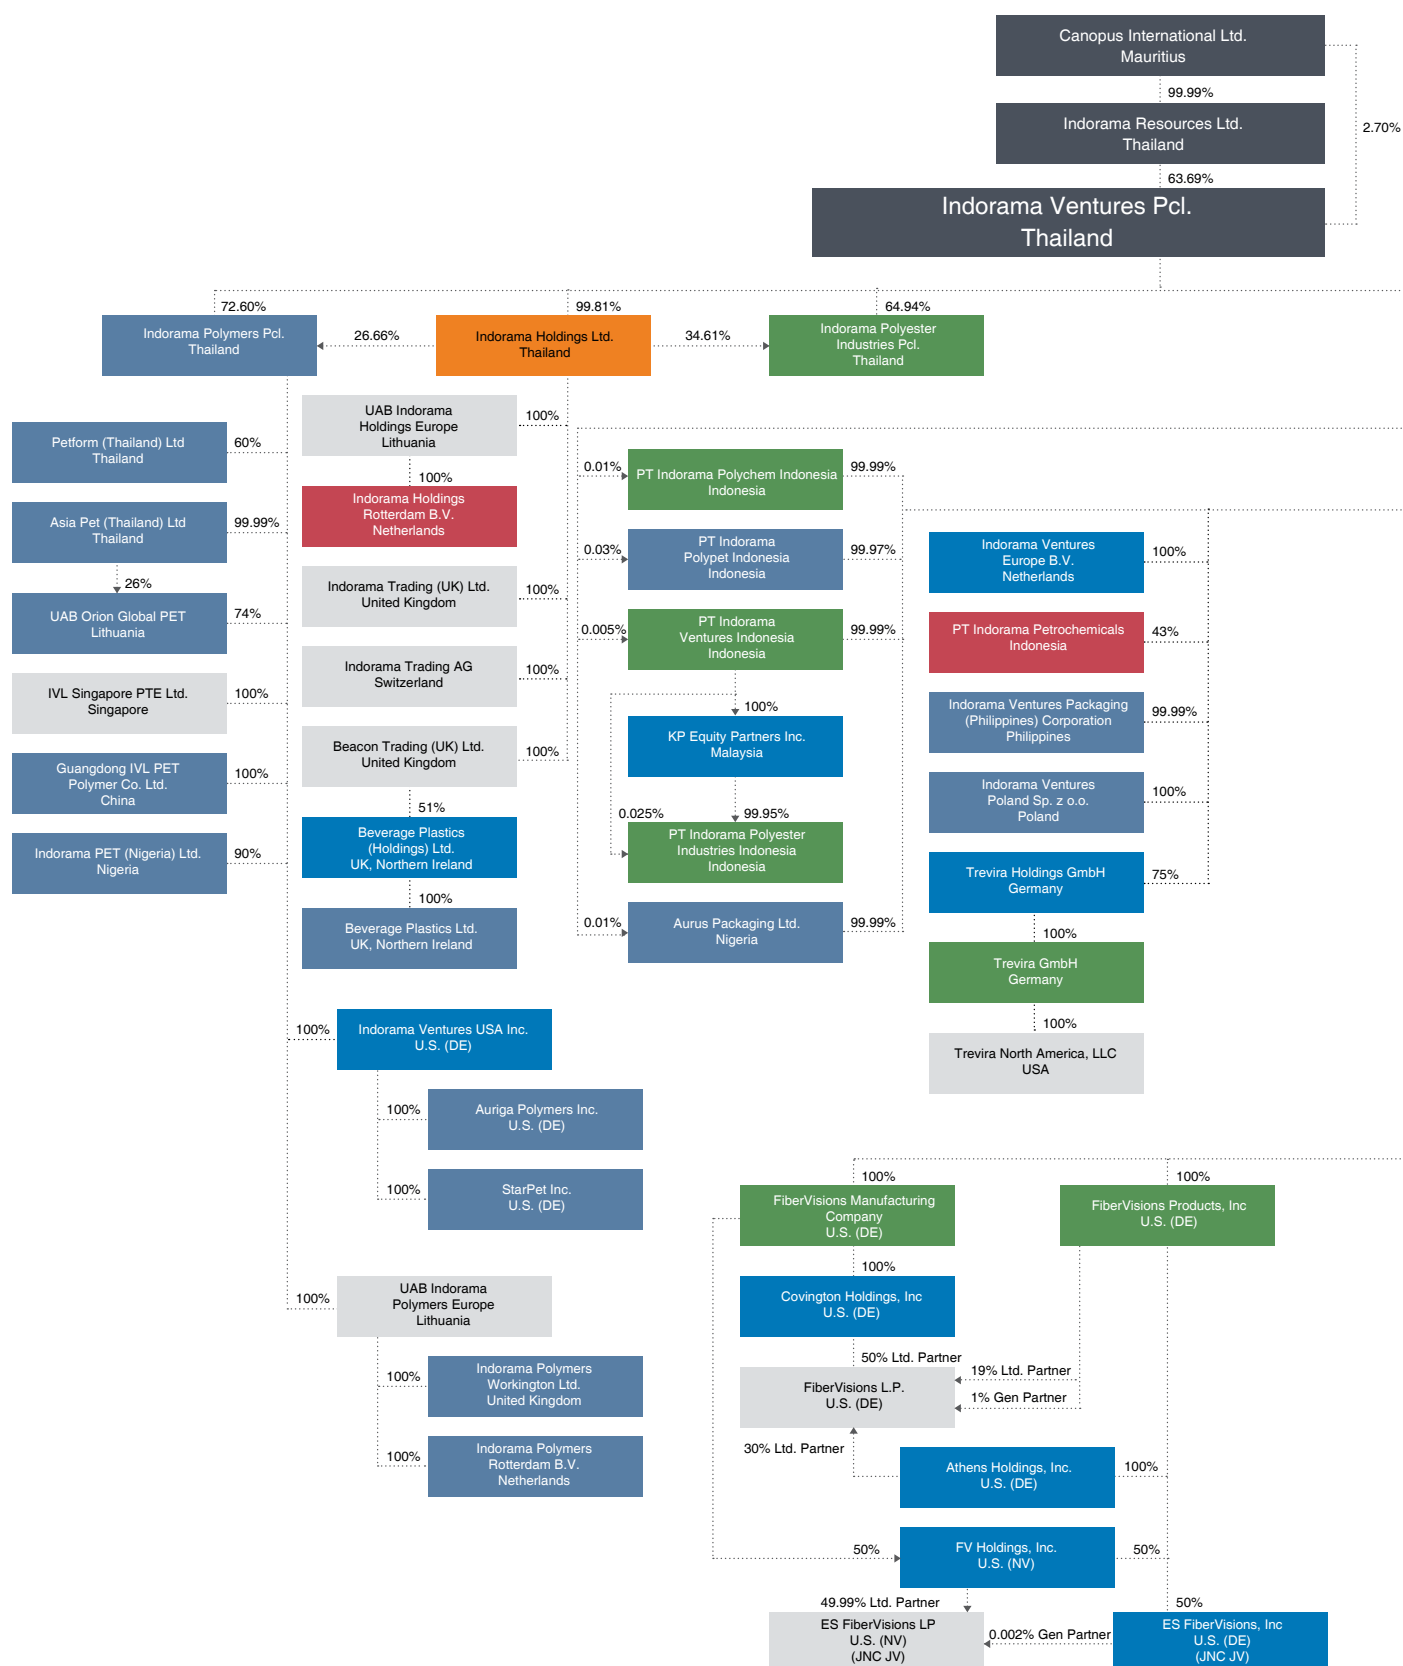 Canopus International Ltd.
Mauritius
99.99%
2.70%
Indorama Resources Ltd.
Thailand
63.69%
Indorama Ventures Pcl.
Thailand
72.60%
99.81%
64.94%
Indorama Polymers Pcl.
Thailand
26.66%
Indorama Holdings Ltd.
Thailand
34.61%
Indorama Polyester
Industries Pcl.
Thailand
Petform (Thailand) Ltd
Thailand
60%
Asia Pet (Thailand) Ltd
Thailand
99.99%
26%
UAB Orion Global PET
Lithuania
74%
IVL Singapore PTE Ltd.
Singapore
100%
Guangdong IVL PET
Polymer Co. Ltd.
China
100%
Indorama PET (Nigeria) Ltd.
Nigeria
90%
UAB Indorama
Holdings Europe
Lithuania
100%
100%
Indorama Holdings
Rotterdam B.V.
Netherlands
Indorama Trading (UK) Ltd.
United Kingdom
100%
Indorama Trading AG
Switzerland
100%
Beacon Trading (UK) Ltd.
United Kingdom
100%
51%
Beverage Plastics
(Holdings) Ltd.
UK, Northern Ireland
100%
Beverage Plastics Ltd.
UK, Northern Ireland
0.01%
PT Indorama Polychem Indonesia
Indonesia
99.99%
0.03%
PT Indorama
Polypet Indonesia
Indonesia
99.97%
0.005%
PT Indorama
Ventures Indonesia
Indonesia
99.99%
100%
KP Equity Partners Inc.
Malaysia
0.025%
99.95%
PT Indorama Polyester
Industries Indonesia
Indonesia
0.01%
Aurus Packaging Ltd.
Nigeria
99.99%
Indorama Ventures
Europe B.V.
Netherlands
100%
PT Indorama Petrochemicals
Indonesia
43%
Indorama Ventures Packaging
(Philippines) Corporation
Philippines
99.99%
Indorama Ventures
Poland Sp. z o.o.
Poland
100%
Trevira Holdings GmbH
Germany
75%
100%
Trevira GmbH
Germany
100%
Trevira North America, LLC
USA
100%
Indorama Ventures USA Inc.
U.S. (DE)
100%
Auriga Polymers Inc.
U.S. (DE)
100%
StarPet Inc.
U.S. (DE)
100%
UAB Indorama
Polymers Europe
Lithuania
100%
Indorama Polymers
Workington Ltd.
United Kingdom
100%
Indorama Polymers
Rotterdam B.V.
Netherlands
100%
100%
FiberVisions Manufacturing
Company
U.S. (DE)
FiberVisions Products, Inc
U.S. (DE)
100%
Covington Holdings, Inc
U.S. (DE)
50% Ltd. Partner
19% Ltd. Partner
FiberVisions L.P.
U.S. (DE)
1% Gen Partner
30% Ltd. Partner
Athens Holdings, Inc.
U.S. (DE)
100%
50%
FV Holdings, Inc.
U.S. (NV)
50%
49.99% Ltd. Partner
50%
ES FiberVisions LP
U.S. (NV)
(JNC JV)
0.002% Gen Partner
ES FiberVisions, Inc
U.S. (DE)
(JNC JV)